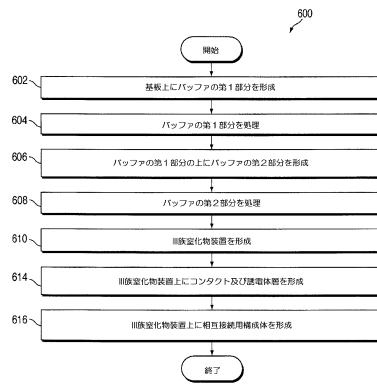 600
開始
602
基板上にバッファの第1部分を形成
604
バッファの第1部分を処理
606
バッファの第1部分の上にバッファの第2部分を形成
608
バッファの第2部分を処理
610
III族窒化物装置を形成
614
III族窒化物装置上にコンタクト及び誘電体層を形成
616
III族窒化物装置上に相互接続用構成体を形成
終了